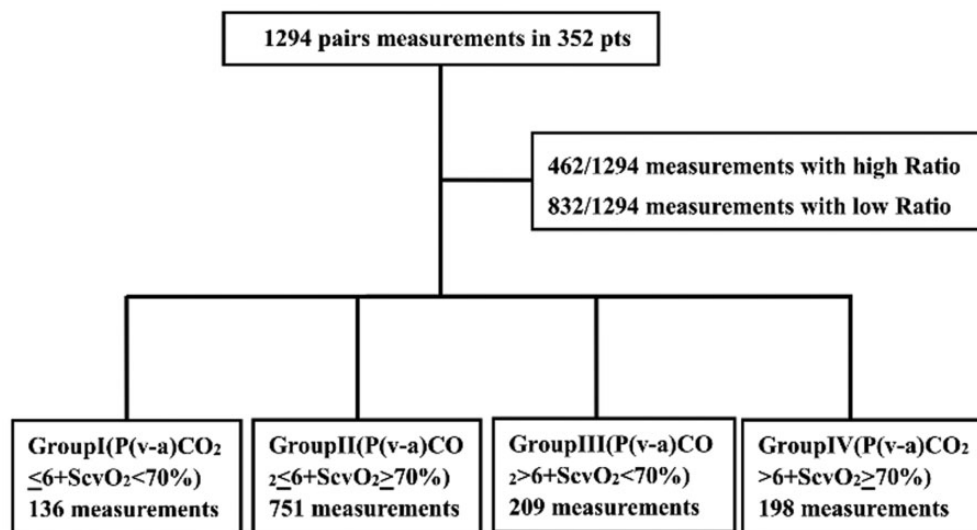 1294 pairs measurements in 352 pts
462/1294 measurements with high Ratio
832/1294 measurements with low Ratio
GroupI(P(v-a)CO₂
≤6+ScvO₂<70%)
136 measurements
GroupII(P(v-a)CO
₂≤6+ScvO₂≥70%)
751 measurements
GroupIII(P(v-a)CO
₂>6+ScvO₂<70%)
209 measurements
GroupIV(P(v-a)CO₂
>6+ScvO₂≥70%)
198 measurements